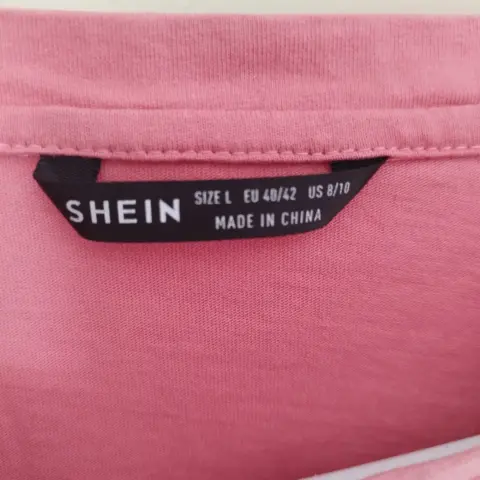 SHEIN
SIZE L EU 40/42 US 8/10
MADE IN CHINA